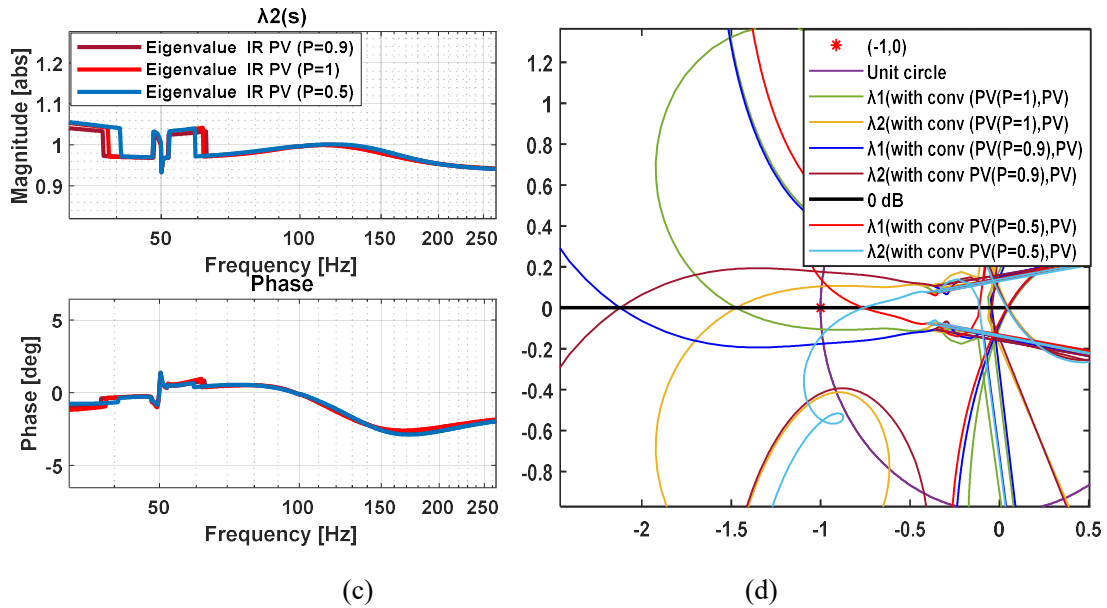 λ2(s)
Magnitude [abs]
1.2
1.1
1
0.9
Eigenvalue IR PV (P=0.9)
Eigenvalue IR PV (P=1)
Eigenvalue IR PV (P=0.5)
50 100 150 200 250
Frequency [Hz]
Phase
Phase [deg]
5
0
-5
50 100 150 200 250
Frequency [Hz]
(c)
1.2
1
0.8
0.6
0.4
0.2
0
-0.2
-0.4
-0.6
-0.8
(-1,0)
Unit circle
λ1(with conv (PV(P=1),PV)
λ2(with conv (PV(P=1),PV)
λ1(with conv (PV(P=0.9),PV)
λ2(with conv PV(P=0.9),PV)
0 dB
λ1(with conv PV(P=0.5),PV)
λ2(with conv PV(P=0.5),PV)
-2 -1.5 -1 -0.5 0 0.5
(d)